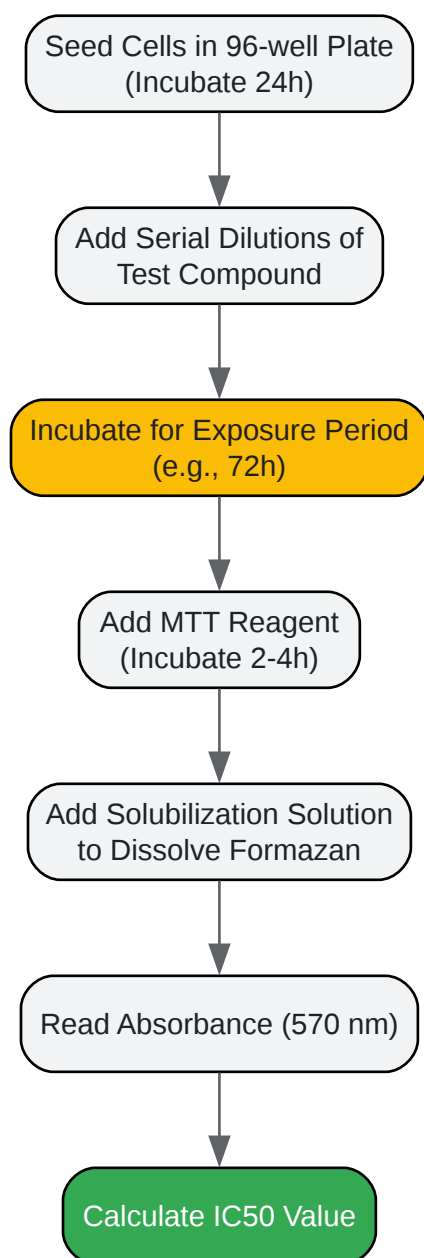 Seed Cells in 96-well Plate
(Incubate 24h)
Add Serial Dilutions of
Test Compound
Incubate for Exposure Period
(e.g., 72h)
Add MTT Reagent
(Incubate 2-4h)
Add Solubilization Solution
to Dissolve Formazan
Read Absorbance (570 nm)
Calculate IC50 Value